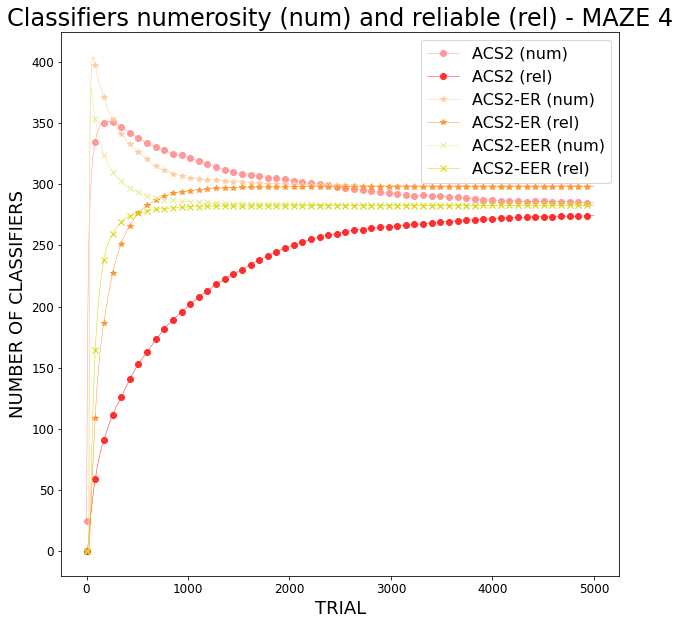 Classifiers numerosity (num) and reliable (rel) - MAZE 4
ACS2 (num)
ACS2 (rel)
ACS2-ER (num)
ACS2-ER (rel)
ACS2-EER (num)
ACS2-EER (rel)
NUMBER OF CLASSIFIERS
400
350
300
250
200
150
100
50
0
0 1000 2000 3000 4000 5000
TRIAL